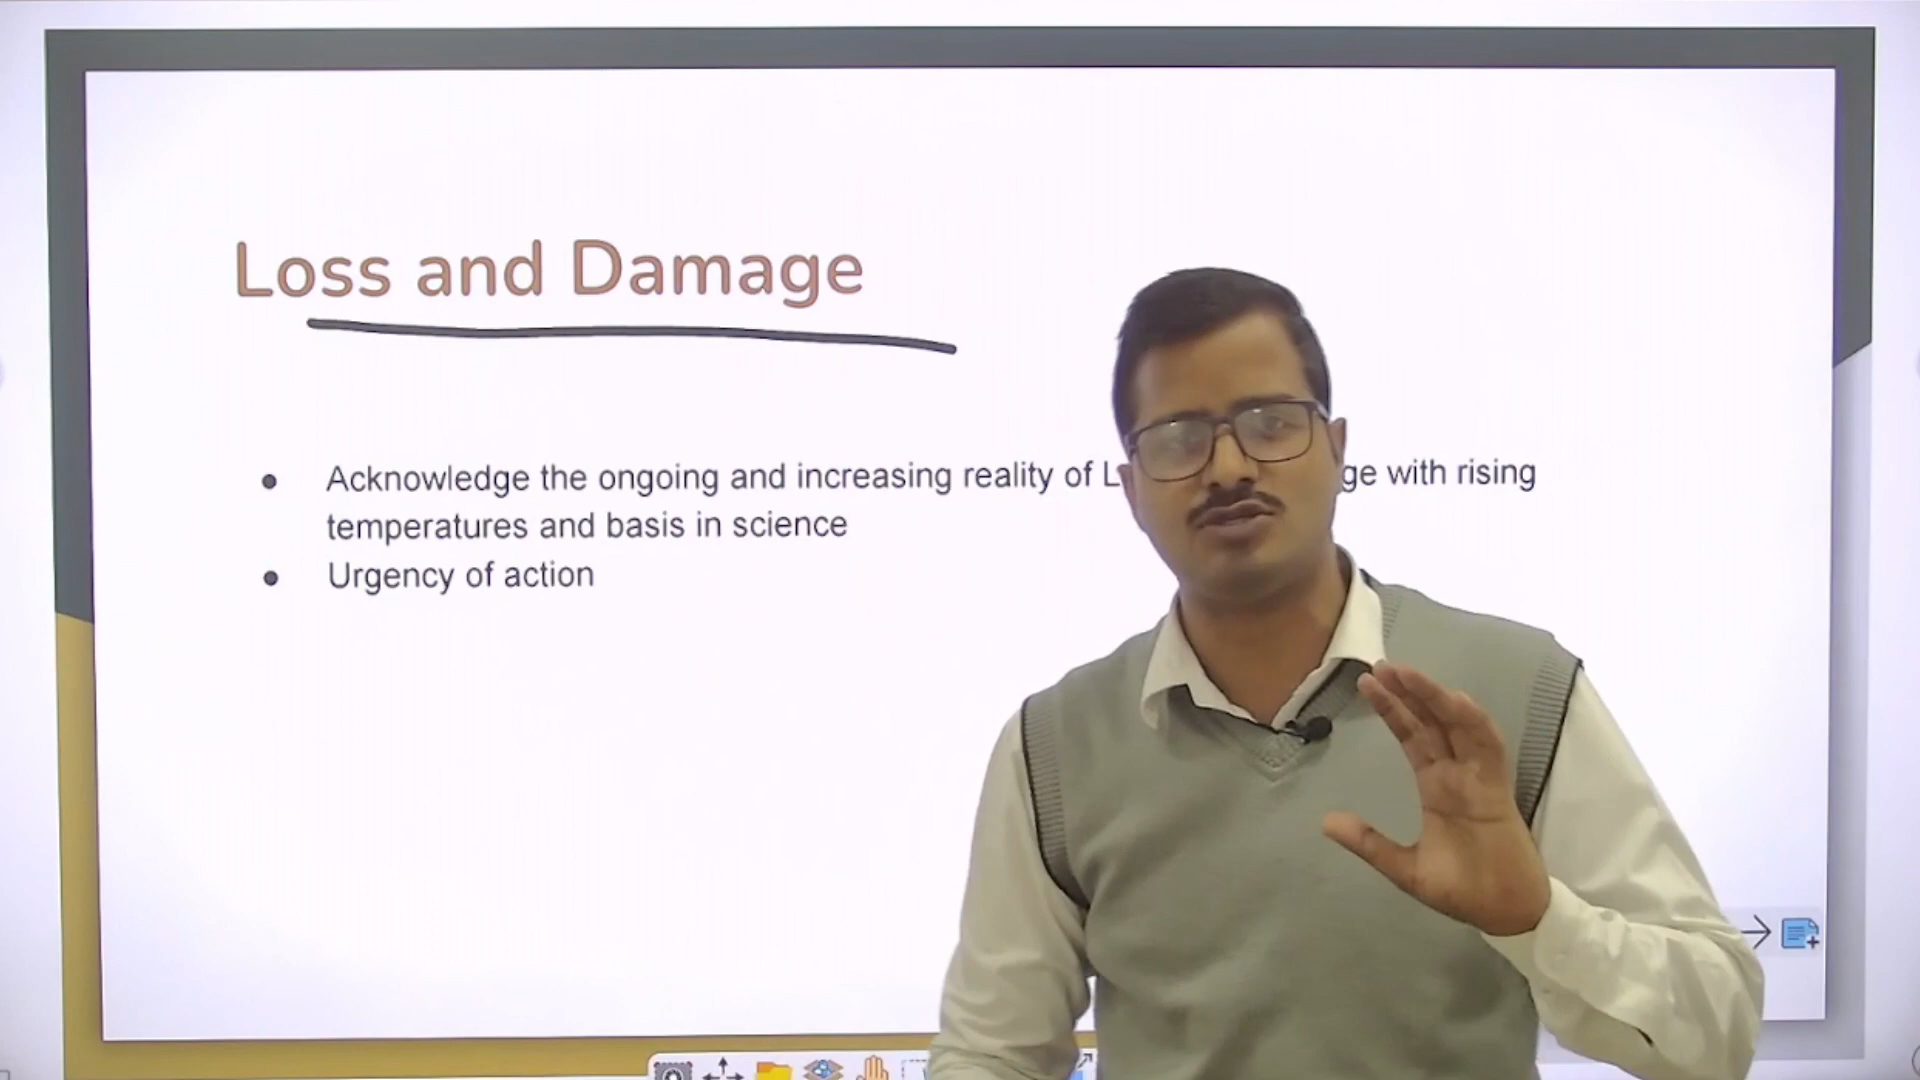 Loss and Damage
Acknowledge the ongoing and increasing reality of L ge with rising
temperatures and basis in science
Urgency of action